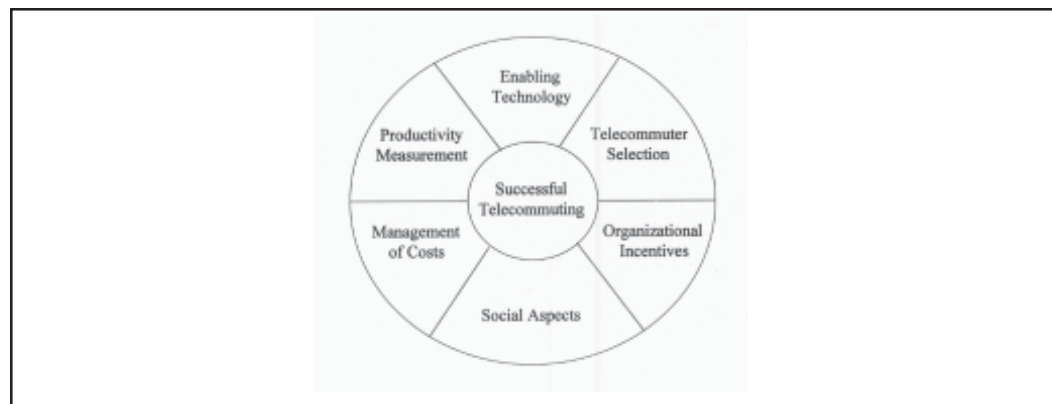 Enabling
Technology
Telecommuter
Selection
Organizational
Incentives
Social Aspects
Management
of Costs
Productivity
Measurement
Successful
Telecommuting